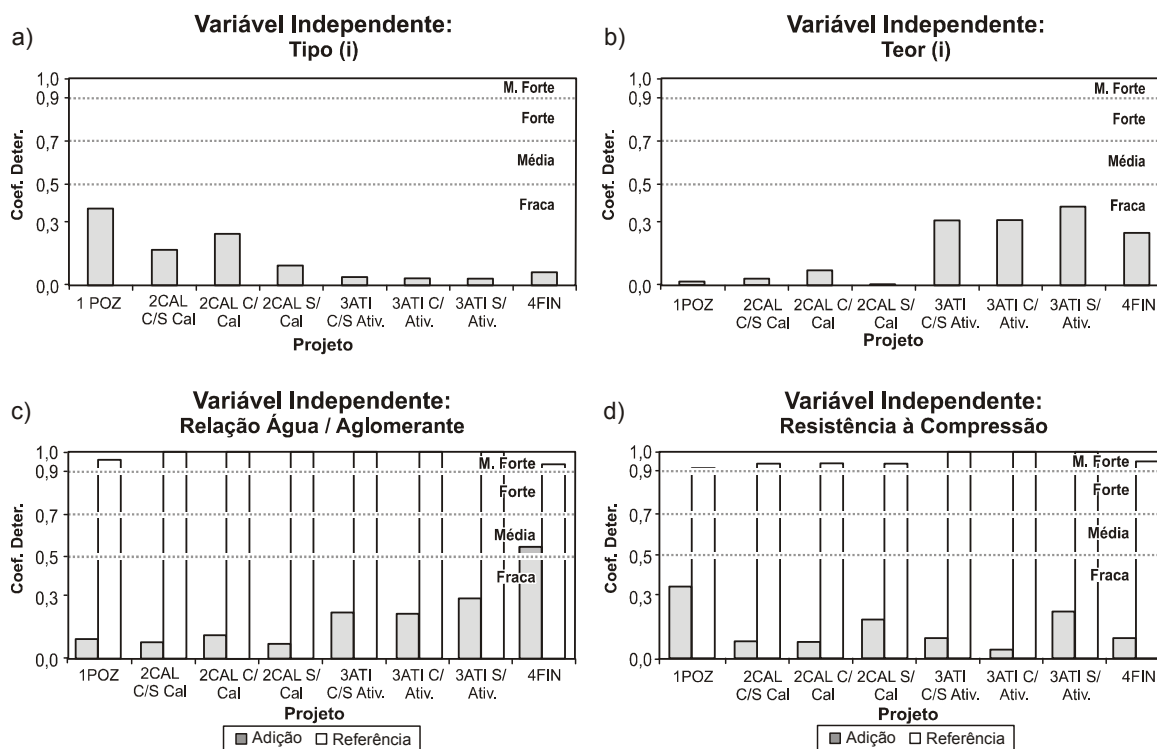 a)
Variável Independente:
Tipo (i)
Coef. Deter.
1,0
0,9
0,7
0,5
0,3
0,0
M. Forte
Forte
Média
Fraca
1 POZ
2CAL
C/S Cal
2CAL C/
Cal
2CAL S/
Cal
3ATI
C/S Ativ.
3ATI C/
Ativ.
3ATI S/
Ativ.
4FIN
Projeto
b)
Variável Independente:
Teor (i)
Coef. Deter.
1,0
0,9
0,7
0,5
0,3
0,0
M. Forte
Forte
Média
Fraca
1POZ
2CAL
C/S Cal
2CAL C/
Cal
2CAL S/
Cal
3ATI
C/S Ativ.
3ATI C/
Ativ.
3ATI S/
Ativ.
4FIN
Projeto
c)
Variável Independente:
Relação Água / Aglomerante
Coef. Deter.
1,0
0,9
0,7
0,5
0,3
0,0
M. Forte
Forte
Média
Fraca
1POZ
2CAL
C/S Cal
2CAL C/
Cal
2CAL S/
Cal
3ATI
C/S Ativ.
3ATI C/
Ativ.
3ATI S/
Ativ.
4FIN
Projeto
Adição Referência
d)
Variável Independente:
Resistência à Compressão
Coef. Deter.
1,0
0,9
0,7
0,5
0,3
0,0
M. Forte
Forte
Média
Fraca
1POZ
2CAL
C/S Cal
2CAL C/
Cal
2CAL S/
Cal
3ATI
C/S Ativ.
3ATI C/
Ativ.
3ATI S/
Ativ.
4FIN
Projeto
Adição Referência